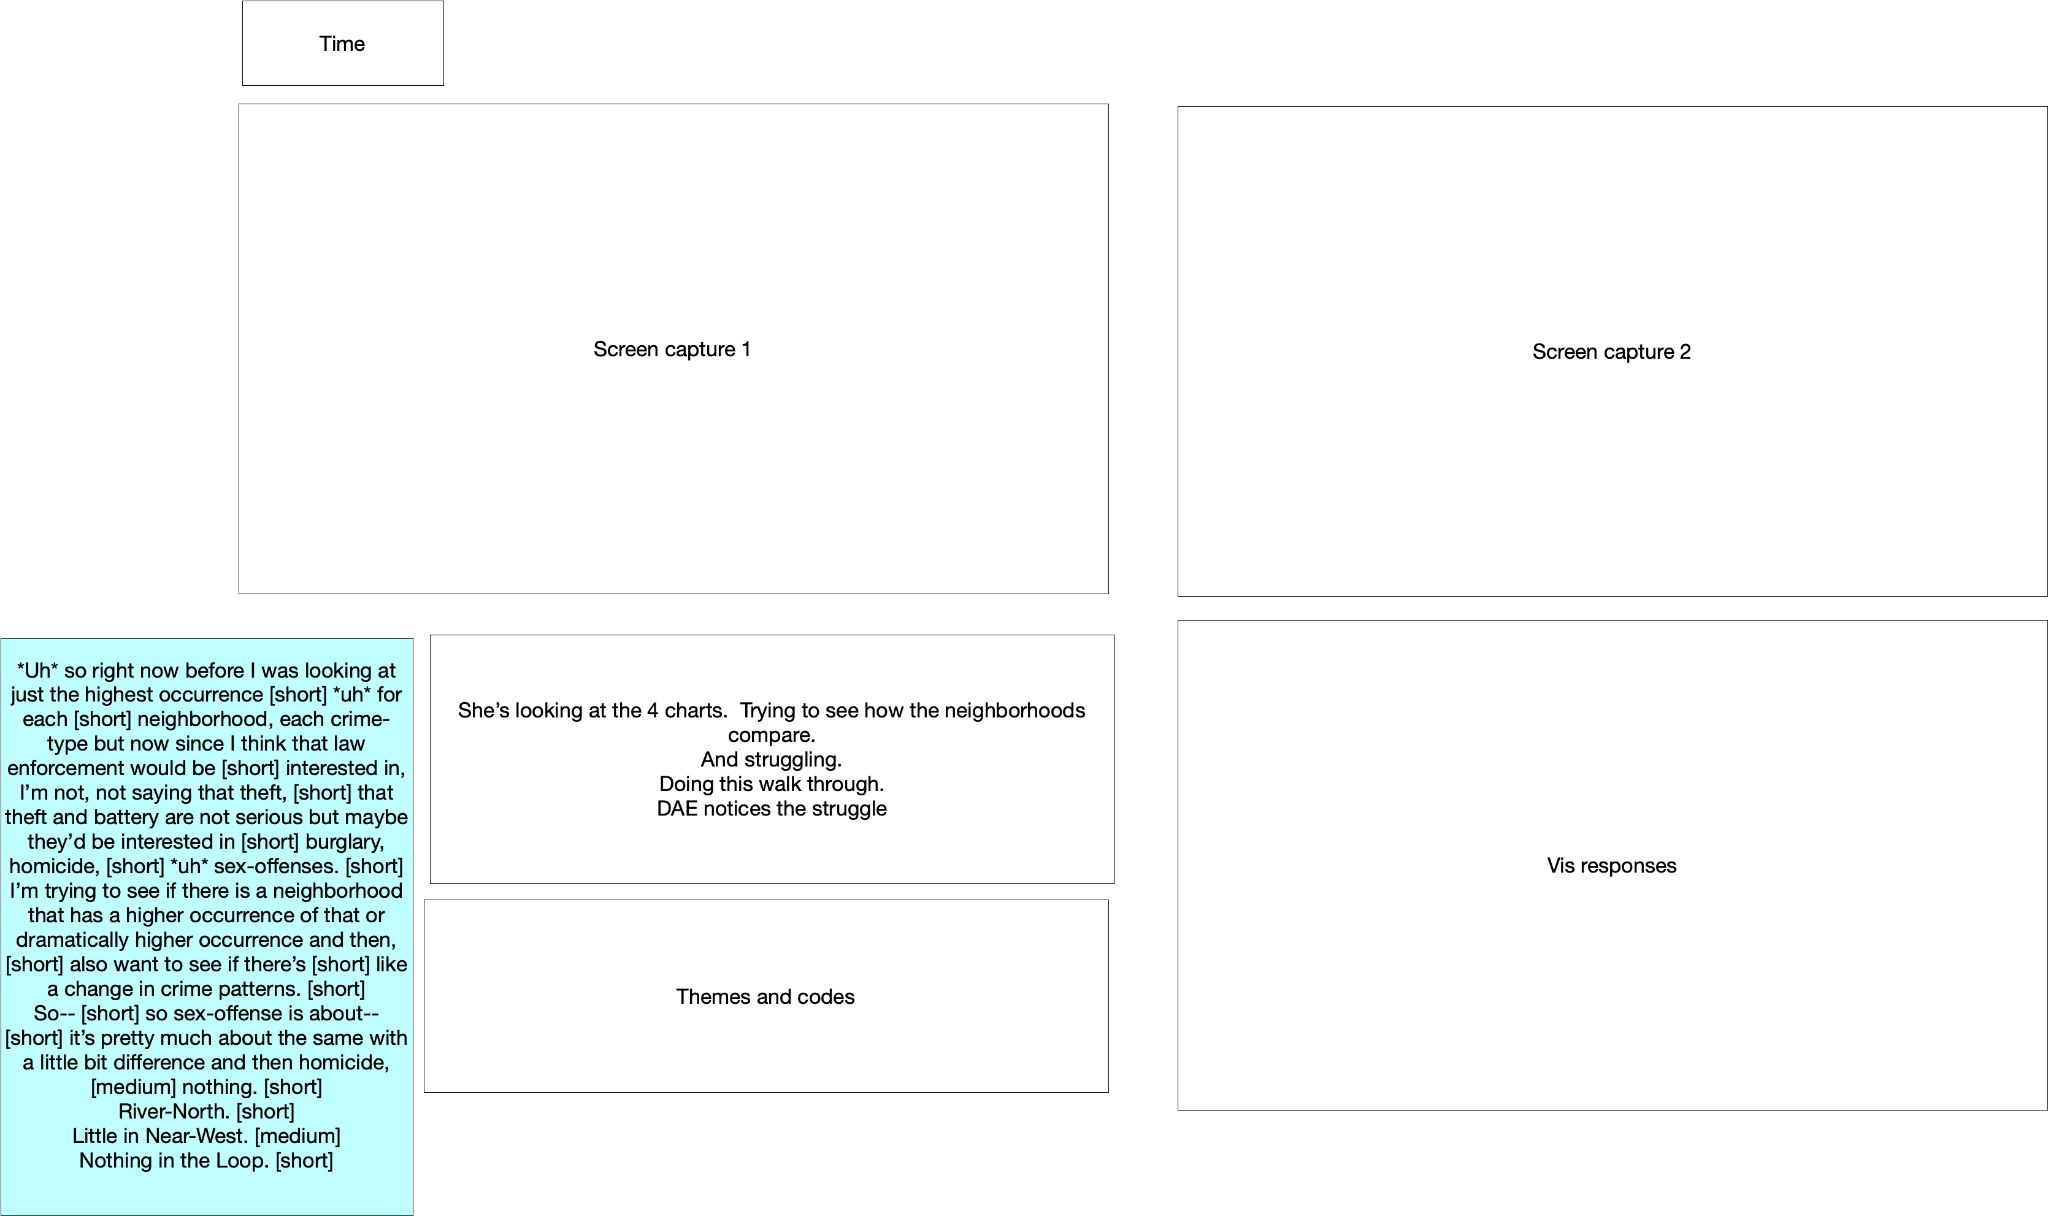 Time
Screen capture 1
Screen capture 2
*Uh* so right now before I was looking at
just the highest occurrence [short] *uh* for
each [short] neighborhood, each crime-
type but now since I think that law
enforcement would be [short] interested in,
I’m not, not saying that theft, [short] that
theft and battery are not serious but maybe
they’d be interested in [short] burglary,
homicide, [short] *uh* sex-offenses. [short]
I’m trying to see if there is a neighborhood
that has a higher occurrence of that or
dramatically higher occurrence and then,
[short] also want to see if there’s [short] like
a change in crime patterns. [short]
So-- [short] so sex-offense is about--
[short] it’s pretty much about the same with
a little bit difference and then homicide,
[medium] nothing. [short]
River-North. [short]
Little in Near-West. [medium]
Nothing in the Loop. [short]
She’s looking at the 4 charts.  Trying to see how the neighborhoods
compare.
And struggling.
Doing this walk through.
DAE notices the struggle
Themes and codes
Vis responses